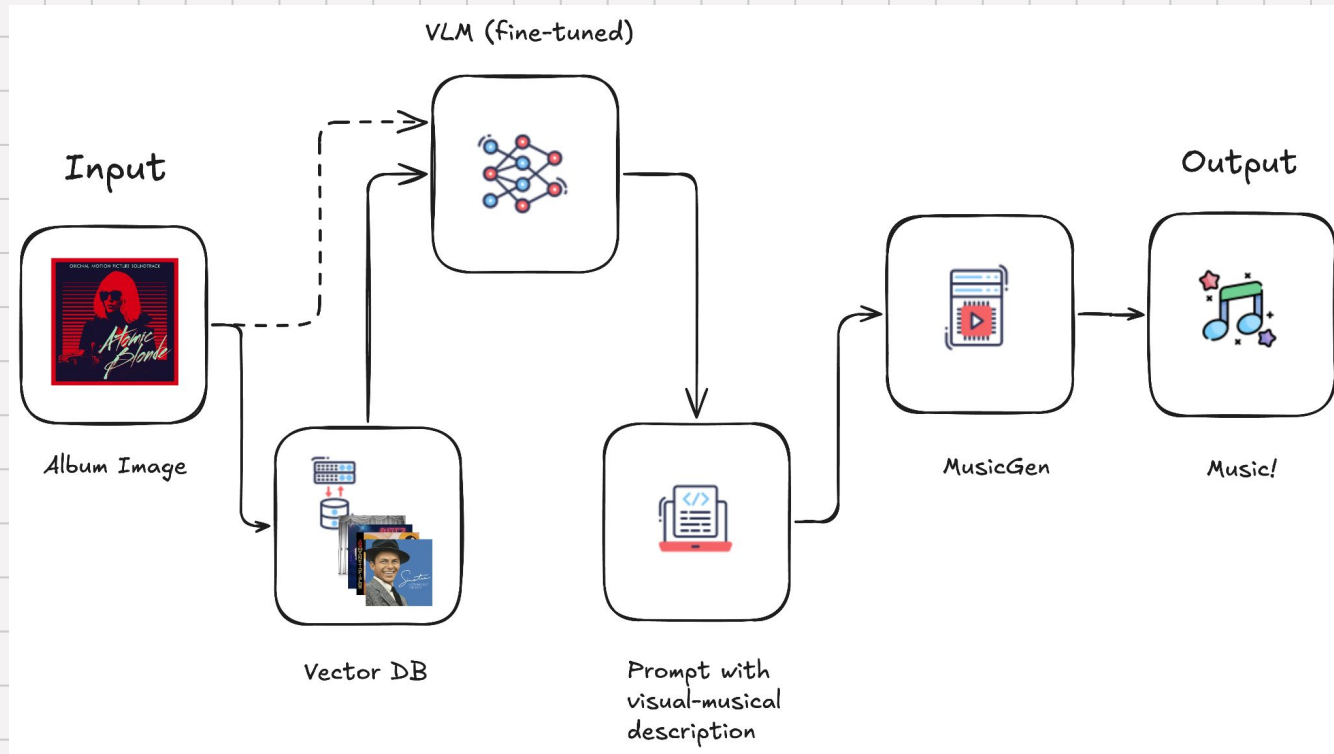 VLM (fine-tuned)
Input
Output
ORIGINAL MOTION PICTURE SOUNDTRACK
Atomic
Blonde
Album Image
MusicGen
Music!
Sinatra
</>
Vector DB
Prompt with
visual-musical
description